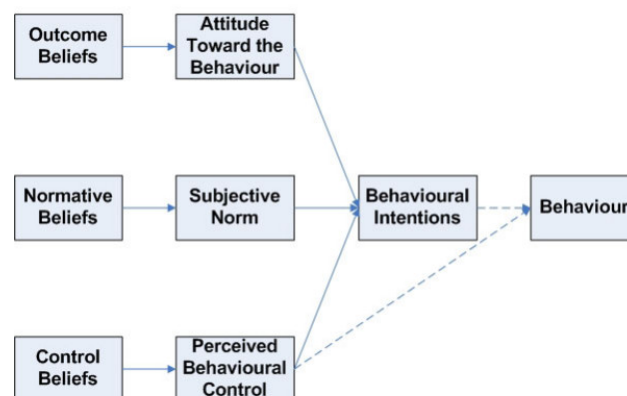 Outcome
Beliefs
Attitude
Toward the
Behaviour
Normative
Beliefs
Subjective
Norm
Behavioural
Intentions
Behaviour
Control
Beliefs
Perceived
Behavioural
Control